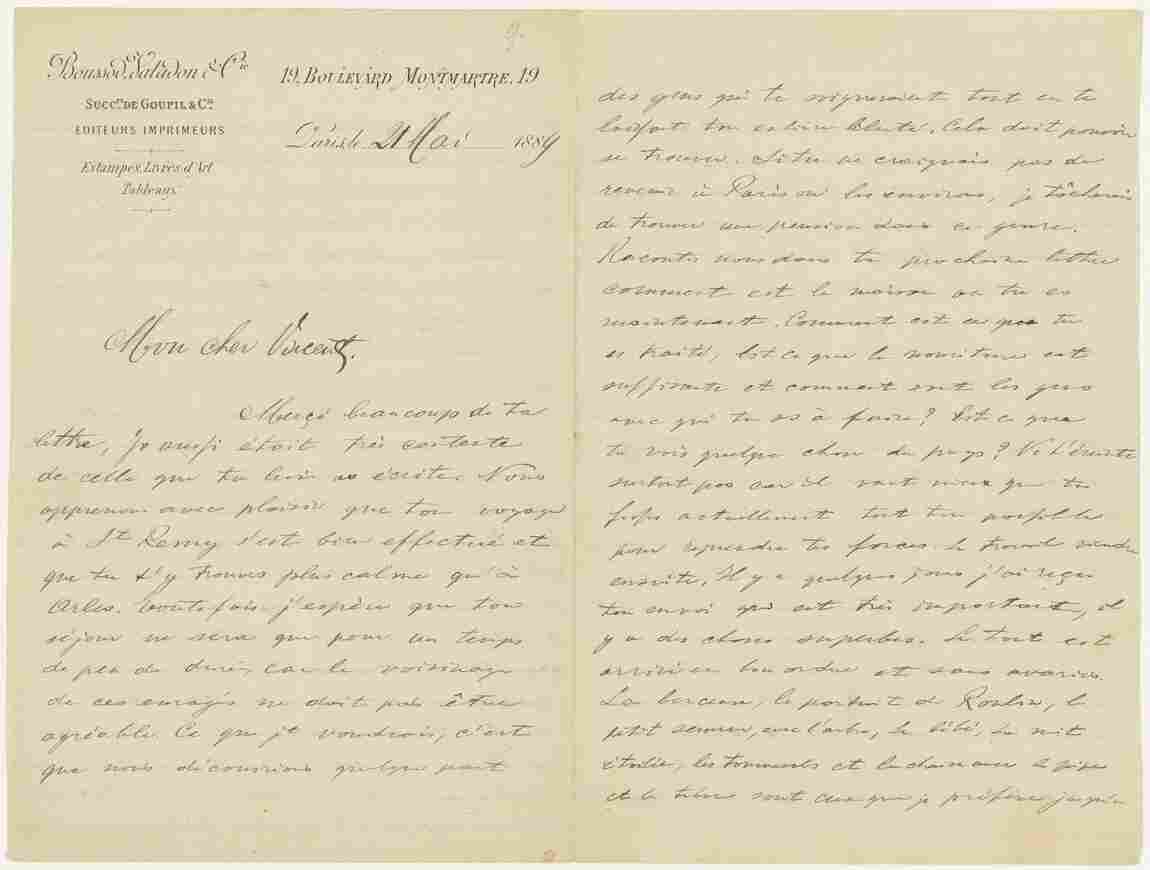 9.
Boussod, Valadon & Cie
SUCCrs DE GOUPIL & Cie
EDITEURS IMPRIMEURS
Estampes, Livres d'Art
Tableaux
19, BOULEVARD MONTMARTRE, 19
Paris, le 21 Mai 1889
Mon cher Vincent,
Merçi beaucoup de ta
lettre, Jo aussi était très contente
de celle que tu lui as écrite. Nous
apprenons avec plaisir que ton voyage
à St Remy s'est bien effectué et
que tu t'y trouves plus calme qu'à
Arles. Toutefois j'espère que ton
séjour ne sera que pour un temps
de peu de durée, car le voisinage
de ces enragés ne doit pas être
agréable. Ce que je voudrais, c'est
que nous découvrions quelque part
des gens qui te soigneraient tout en te
laissant ton entière liberté. Cela doit pouvoir
se trouver. Si tu ne craignais pas de
revenir à Paris ou les environs, je tâcherais
de trouver une pension dans ce genre.
Raconte nous dans ta prochaine lettre
comment est la maison où tu es
maintenant. Comment est ce que tu
es traité, Est ce que la nourriture est
suffisante et comment sont les gens
avec qui tu as à faire? Est ce que
tu vois quelque chose du pays? Ne t'éreinte
surtout pas car il vaut mieux que tu
fasses actuellement tout ton possible
pour reprendre tes forces. Le travail viendra
ensuite. Il y a quelques jours j'ai reçu
ton envoi qui est très important, il
y a des choses superbes. Le tout est
arrivé en bon ordre et sans avaries.
La berceuse, le portrait de Roulin, le
petit semeur avec l'arbre, le bébé, la nuit
étoilée, les tournesols et la chaise avec la pipe
et le tabac sont ceux que je préfère jusqu'à